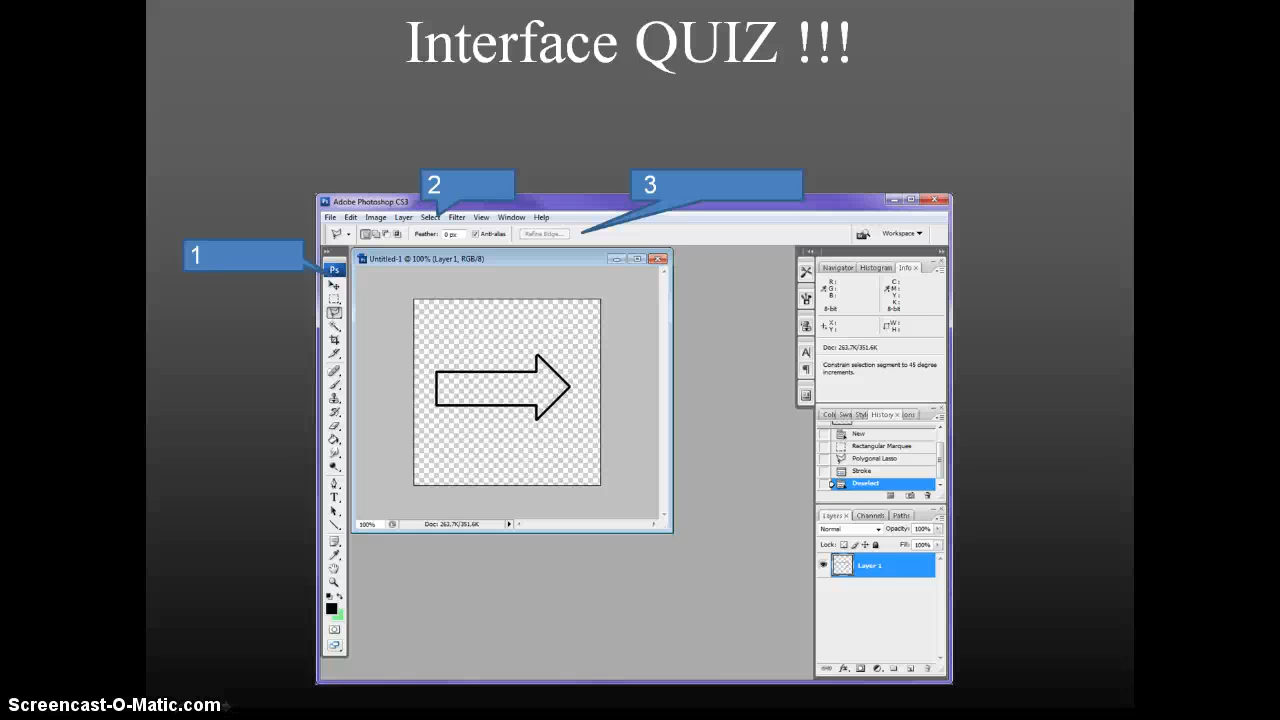 Interface QUIZ !!!
2
3
Adobe Photoshop CS3
File Edit Image Layer Select Filter View Window Help
Feather: 0 px Anti-alias Refine Edge... Workspace
1
Ps
Untitled-1 @ 100% (Layer 1, RGB/8)
Navigator Histogram Info ×
R: C:
G: M:
B: Y:
K:
8-bit 8-bit
X: W:
Y: H:
Doc: 263.7K/351.6K
Constrain selection segment to 45 degree
increments.
Styl History × ions
New
Rectangular Marquee
Polygonal Lasso
Stroke
Deselect
Layers × Channels Paths
Normal Opacity: 100%
100% Doc: 263.7K/351.6K
Lock: Fill: 100%
Layer 1
Screencast-O-Matic.com